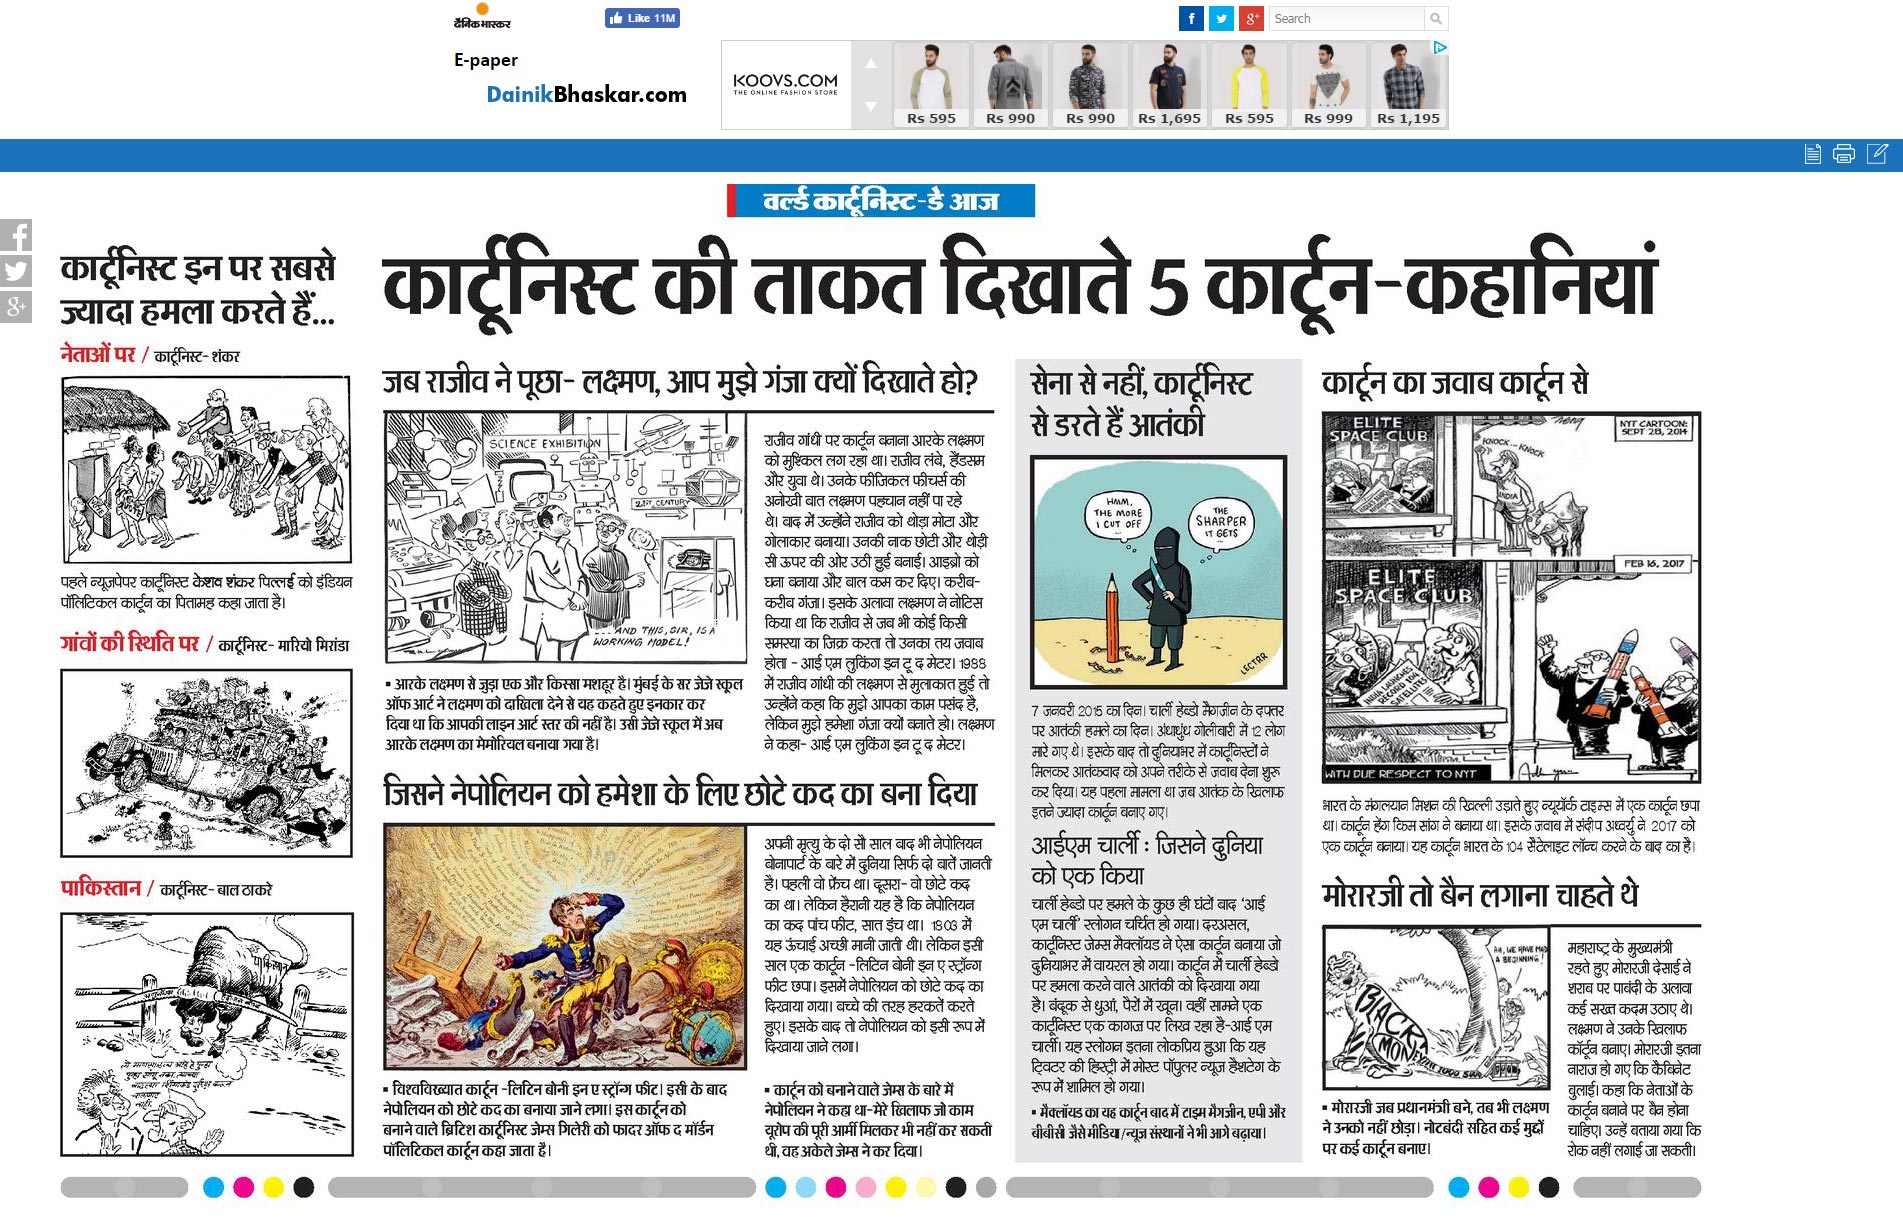 दैनिक भास्कर
Like 11M
Search
E-paper
DainikBhaskar.com
KOOVS.COM
THE ONLINE FASHION STORE
Rs 595
Rs 990
Rs 990
Rs 1,695
Rs 595
Rs 999
Rs 1,195
वर्ल्ड कार्टूनिस्ट-डे आज
कार्टूनिस्ट की ताकत दिखाते 5 कार्टून-कहानियां
कार्टूनिस्ट इन पर सबसे
ज्यादा हमला करते हैं...
नेताओं पर / कार्टूनिस्ट- शंकर
पहले न्यूजपेपर कार्टूनिस्ट केशव शंकर पिल्लई को इंडियन
पॉलिटिकल कार्टून का पितामह कहा जाता है।
गांवों की स्थिति पर / कार्टूनिस्ट- मारियो मिरांडा
पाकिस्तान / कार्टूनिस्ट- बाल ठाकरे
पाकिस्तान
जब राजीव ने पूछा- लक्ष्मण, आप मुझे गंजा क्यों दिखाते हो?
SCIENCE EXHIBITION
21ST. CENTURY
... AND THIS, SIR, IS A
WORKING MODEL!
▪ आरके लक्ष्मण से जुड़ा एक और किस्सा मशहूर है। मुंबई के सर जेजे स्कूल
ऑफ आर्ट ने लक्ष्मण को दाखिला देने से यह कहते हुए इनकार कर
दिया था कि आपकी लाइन आर्ट स्तर की नहीं है। उसी जेजे स्कूल में अब
आरके लक्ष्मण का मेमोरियल बनाया गया है।
राजीव गांधी पर कार्टून बनाना आरके लक्ष्मण
को मुश्किल लग रहा था। राजीव लंबे, हैंडसम
और युवा थे। उनके फीजिकल फीचर्स की
अनोखी बात लक्ष्मण पहचान नहीं पा रहे
थे। बाद में उन्होंने राजीव को थोड़ा मोटा और
गोलाकार बनाया। उनकी नाक छोटी और थोड़ी
सी ऊपर की ओर उठी हुई बनाई। आइब्रो को
घना बनाया और बाल कम कर दिए। करीब-
करीब गंजा। इसके अलावा लक्ष्मण ने नोटिस
किया था कि राजीव से जब भी कोई किसी
समस्या का जिक्र करता तो उनका तय जवाब
होता - आई एम लुकिंग इन टू द मेटर। 1988
में राजीव गांधी की लक्ष्मण से मुलाकात हुई तो
उन्होंने कहा कि मुझे आपका काम पसंद है,
लेकिन मुझे हमेशा गंजा क्यों बनाते हो। लक्ष्मण
ने कहा- आई एम लुकिंग इन टू द मेटर।
जिसने नेपोलियन को हमेशा के लिए छोटे कद का बना दिया
▪ विश्वविख्यात कार्टून -लिटिन बोनी इन ए स्ट्रॉन्ग फीट। इसी के बाद
नेपोलियन को छोटे कद का बनाया जाने लगा। इस कार्टून को
बनाने वाले ब्रिटिश कार्टूनिस्ट जेम्स गिलेरी को फादर ऑफ द मॉर्डन
पॉलिटिकल कार्टून कहा जाता है।
अपनी मृत्यु के दो सौ साल बाद भी नेपोलियन
बोनापार्ट के बारे में दुनिया सिर्फ दो बातें जानती
है। पहली वो फ्रेंच था। दूसरा- वो छोटे कद
का था। लेकिन हैरानी यह है कि नेपोलियन
का कद पांच फीट, सात इंच था। 1803 में
यह ऊंचाई अच्छी मानी जाती थी। लेकिन इसी
साल एक कार्टून -लिटिन बोनी इन ए स्ट्रॉन्ग
फीट छपा। इसमें नेपोलियन को छोटे कद का
दिखाया गया। बच्चे की तरह हरकतें करते
हुए। इसके बाद तो नेपोलियन को इसी रूप में
दिखाया जाने लगा।
▪ कार्टून को बनाने वाले जेम्स के बारे में
नेपोलियन ने कहा था-मेरे खिलाफ जो काम
यूरोप की पूरी आर्मी मिलकर भी नहीं कर सकती
थी, वह अकेले जेम्स ने कर दिया।
सेना से नहीं, कार्टूनिस्ट
से डरते हैं आतंकी
HMM,
THE MORE
I CUT OFF
...
THE
SHARPER
IT GETS
...
LECTRR
7 जनवरी 2015 का दिन। चार्ली हेब्डो मैगजीन के दफ्तर
पर आतंकी हमले का दिन। अंधाधुंध गोलीबारी में 12 लोग
मारे गए थे। इसके बाद तो दुनियाभर में कार्टूनिस्टों ने
मिलकर आतंकवाद को अपने तरीके से जवाब देना शुरू
कर दिया। यह पहला मामला था जब आतंक के खिलाफ
इतने ज्यादा कार्टून बनाए गए।
आईएम चार्ली : जिसने दुनिया
को एक किया
चार्ली हेब्डो पर हमले के कुछ ही घंटों बाद ‘आई
एम चार्ली’ स्लोगन चर्चित हो गया। दरअसल,
कार्टूनिस्ट जेम्स मैक्लॉयड ने ऐसा कार्टून बनाया जो
दुनियाभर में वायरल हो गया। कार्टून में चार्ली हेब्डो
पर हमला करने वाले आतंकी को दिखाया गया
है। बंदूक से धुआं, पैरों में खून। वहीं सामने एक
कार्टूनिस्ट एक कागज पर लिख रहा है-आई एम
चार्ली। यह स्लोगन इतना लोकप्रिय हुआ कि यह
ट्विटर की हिस्ट्री में मोस्ट पॉपुलर न्यूज हैशटेग के
रूप में शामिल हो गया।
▪ मैक्लॉयड का यह कार्टून बाद में टाइम मैगजीन, एपी और
बीबीसी जैसे मीडिया/न्यूज संस्थानों ने भी आगे बढ़ाया।
कार्टून का जवाब कार्टून से
ELITE
SPACE CLUB
KNOCK... KNOCK
INDIA
NYT CARTOON:
SEPT 28, 2014
FEB 16, 2017
ELITE
SPACE CLUB
INDIA LAUNCHES
RECORD 104
SATELLITES
WITH DUE RESPECT TO NYT
भारत के मंगलयान मिशन की खिल्ली उड़ाते हुए न्यूयॉर्क टाइम्स में एक कार्टून छपा
था। कार्टून हेंग किम सांग ने बनाया था। इसके जवाब में संदीप अध्वर्यु ने 2017 को
एक कार्टून बनाया। यह कार्टून भारत के 104 सैटेलाइट लॉन्च करने के बाद का है।
मोरारजी तो बैन लगाना चाहते थे
AH, WE HAVE MADE
A BEGINNING!
BLACK
MONEY
▪ मोरारजी जब प्रधानमंत्री बने, तब भी लक्ष्मण
ने उनको नहीं छोड़ा। नोटबंदी सहित कई मुद्दों
पर कई कार्टून बनाए।
महाराष्ट्र के मुख्यमंत्री
रहते हुए मोरारजी देसाई ने
शराब पर पाबंदी के अलावा
कई सख्त कदम उठाए थे।
लक्ष्मण ने उनके खिलाफ
कॉर्टून बनाए। मोरारजी इतना
नाराज हो गए कि कैबिनेट
बुलाई। कहा कि नेताओं के
कार्टून बनाने पर बैन होना
चाहिए। उन्हें बताया गया कि
रोक नहीं लगाई जा सकती।